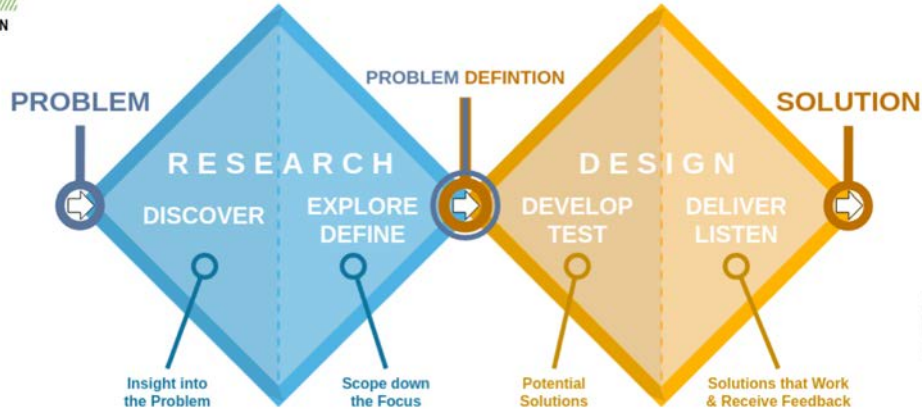 N
PROBLEM
PROBLEM DEFINTION
SOLUTION
RESEARCH
DESIGN
DISCOVER
EXPLORE
DEFINE
DEVELOP
TEST
DELIVER
LISTEN
Insight into
the Problem
Scope down
the Focus
Potential
Solutions
Solutions that Work
& Receive Feedback